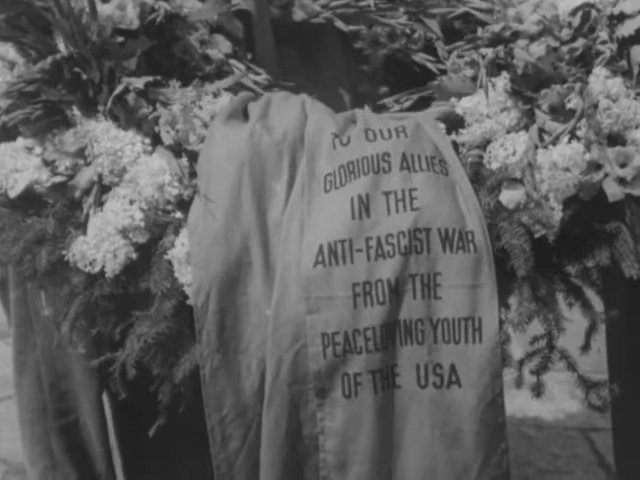 TO OUR
GLORIOUS ALLIES
IN THE
ANTI-FASCIST WAR
FROM THE
PEACELOVING YOUTH
OF THE USA